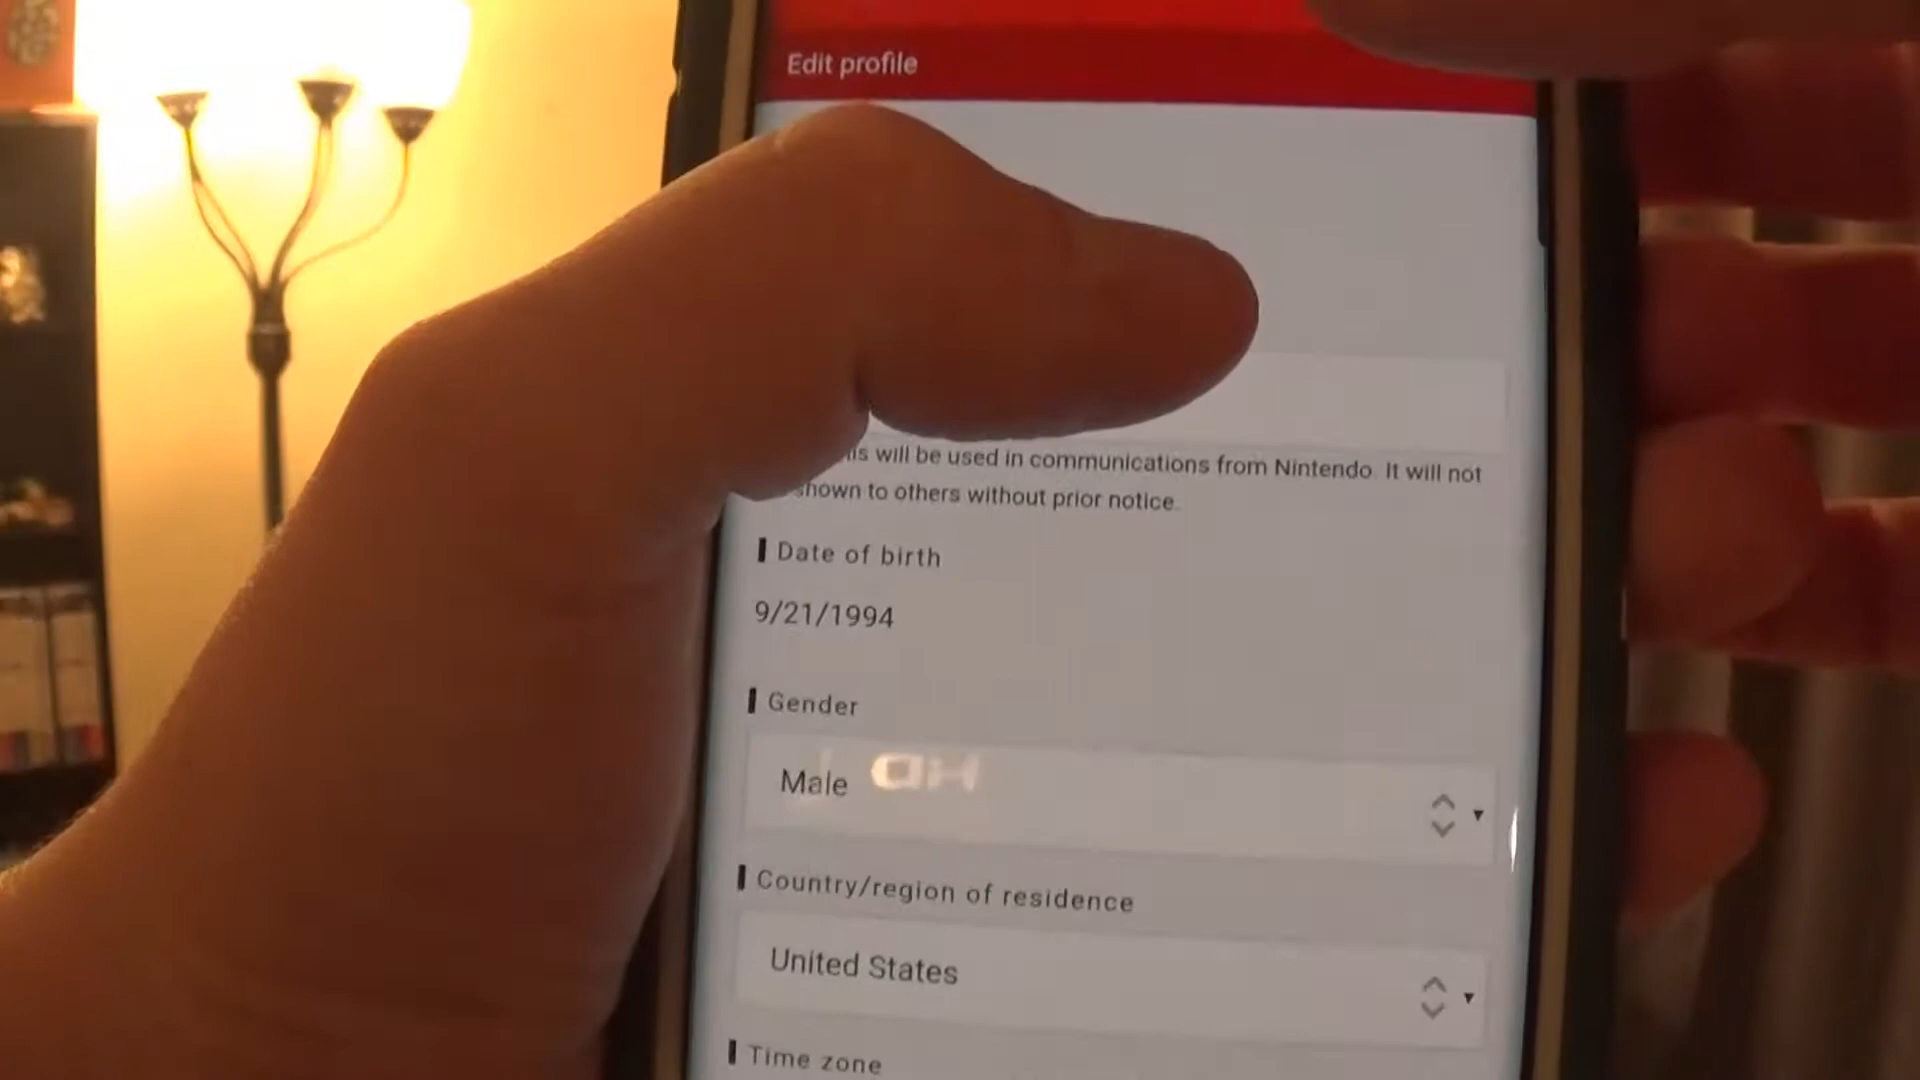 Edit profile
will be used in communications from Nintendo. It will not
shown to others without prior notice.
Date of birth
9/21/1994
Gender
Male
Country/region of residence
United States
Time zone